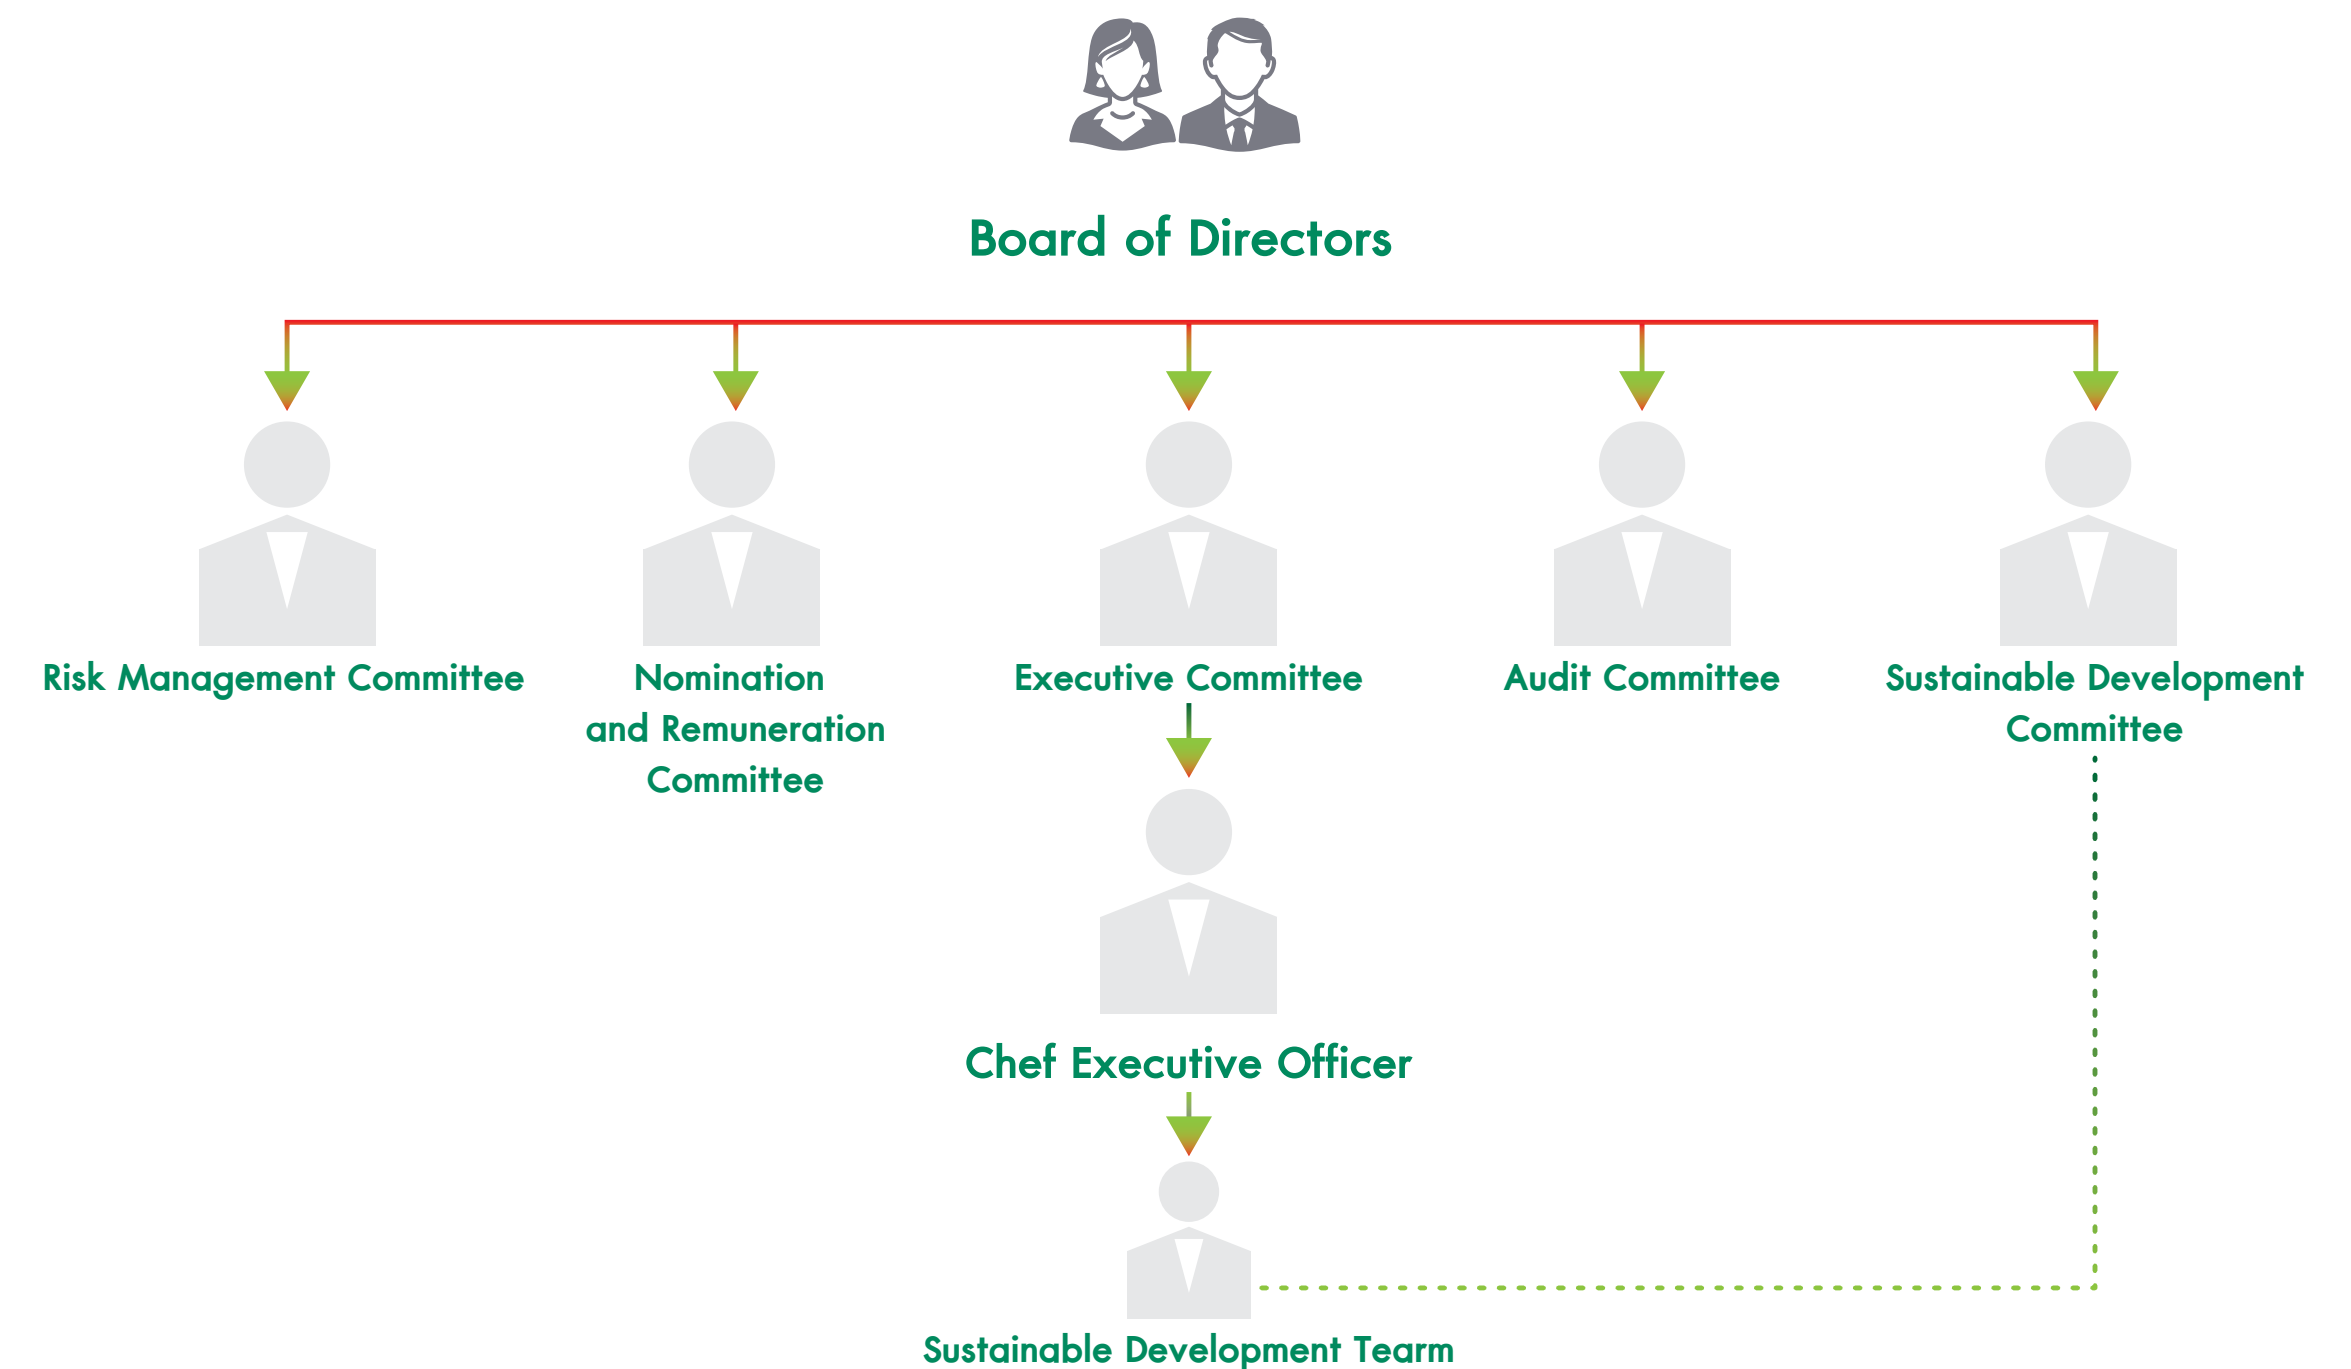 Board of Directors
Risk Management Committee
Nomination
and Remuneration
Committee
Executive Committee
Audit Committee
Sustainable Development
Committee
Chef Executive Officer
Sustainable Development Tearm